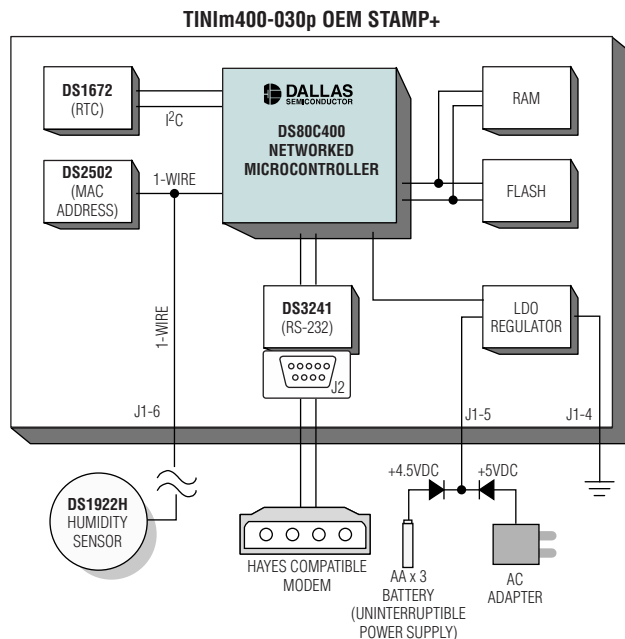 TINIm400-030p OEM STAMP+
DS1672
(RTC)
I²C
DALLAS
SEMICONDUCTOR
DS80C400
NETWORKED
MICROCONTROLLER
RAM
DS2502
(MAC
ADDRESS)
1-WIRE
FLASH
1-WIRE
DS3241
(RS-232)
J2
LDO
REGULATOR
J1-6
J1-5
J1-4
DS1922H
HUMIDITY
SENSOR
+4.5VDC
+5VDC
HAYES COMPATIBLE
MODEM
AA x 3
BATTERY
(UNINTERRUPTIBLE
POWER SUPPLY)
AC
ADAPTER